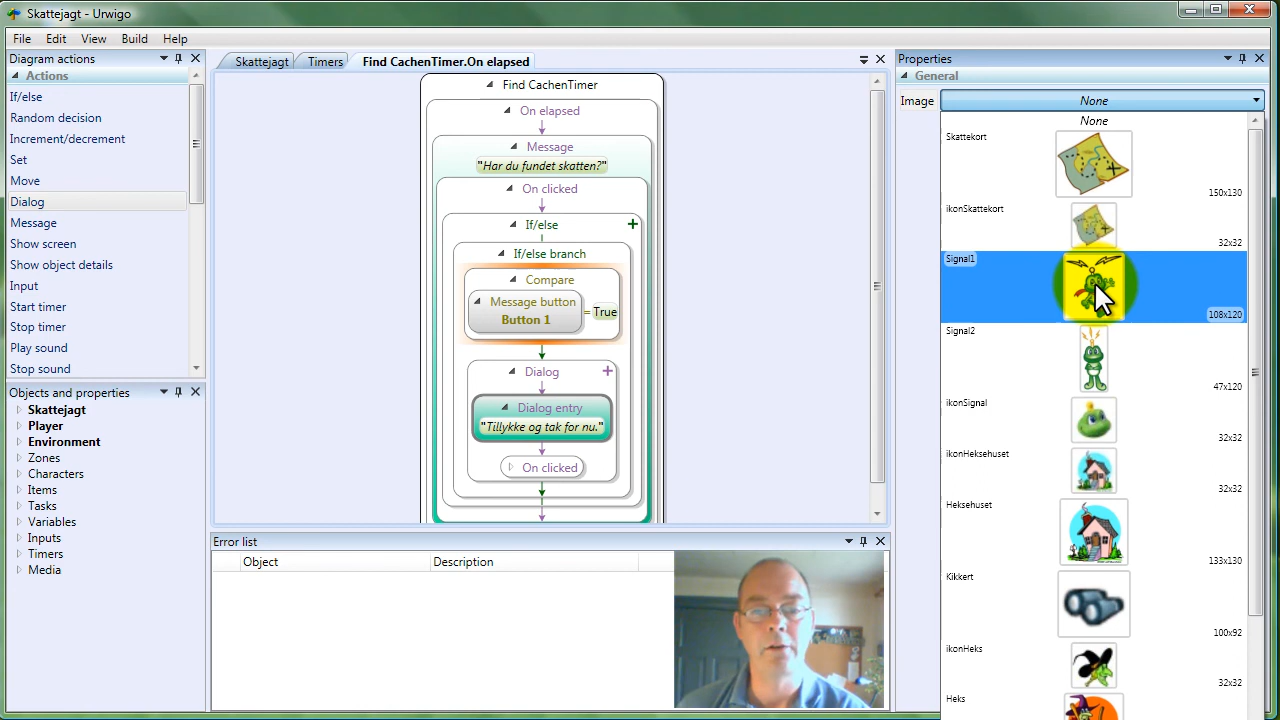 Skattejagt - Urwigo
File Edit View Build Help
Diagram actions
Actions
If/else
Random decision
Increment/decrement
Set
Move
Dialog
Message
Show screen
Show object details
Input
Start timer
Stop timer
Play sound
Stop sound
Objects and properties
Skattejagt
Player
Environment
Zones
Characters
Items
Tasks
Variables
Inputs
Timers
Media
Skattejagt Timers Find CachenTimer.On elapsed
Find CachenTimer
On elapsed
Message
"Har du fundet skatten?"
On clicked
If/else
If/else branch
Compare
Message button
Button 1
= True
Dialog
Dialog entry
"Tillykke og tak for nu."
On clicked
Error list
Object Description
Properties
General
Image None
None
Skattekort
150x130
ikonSkattekort
32x32
Signal1
108x120
Signal2
47x120
ikonSignal
32x32
ikonHeksehuset
32x32
Heksehuset
133x130
Kikkert
100x92
ikonHeks
32x32
Heks